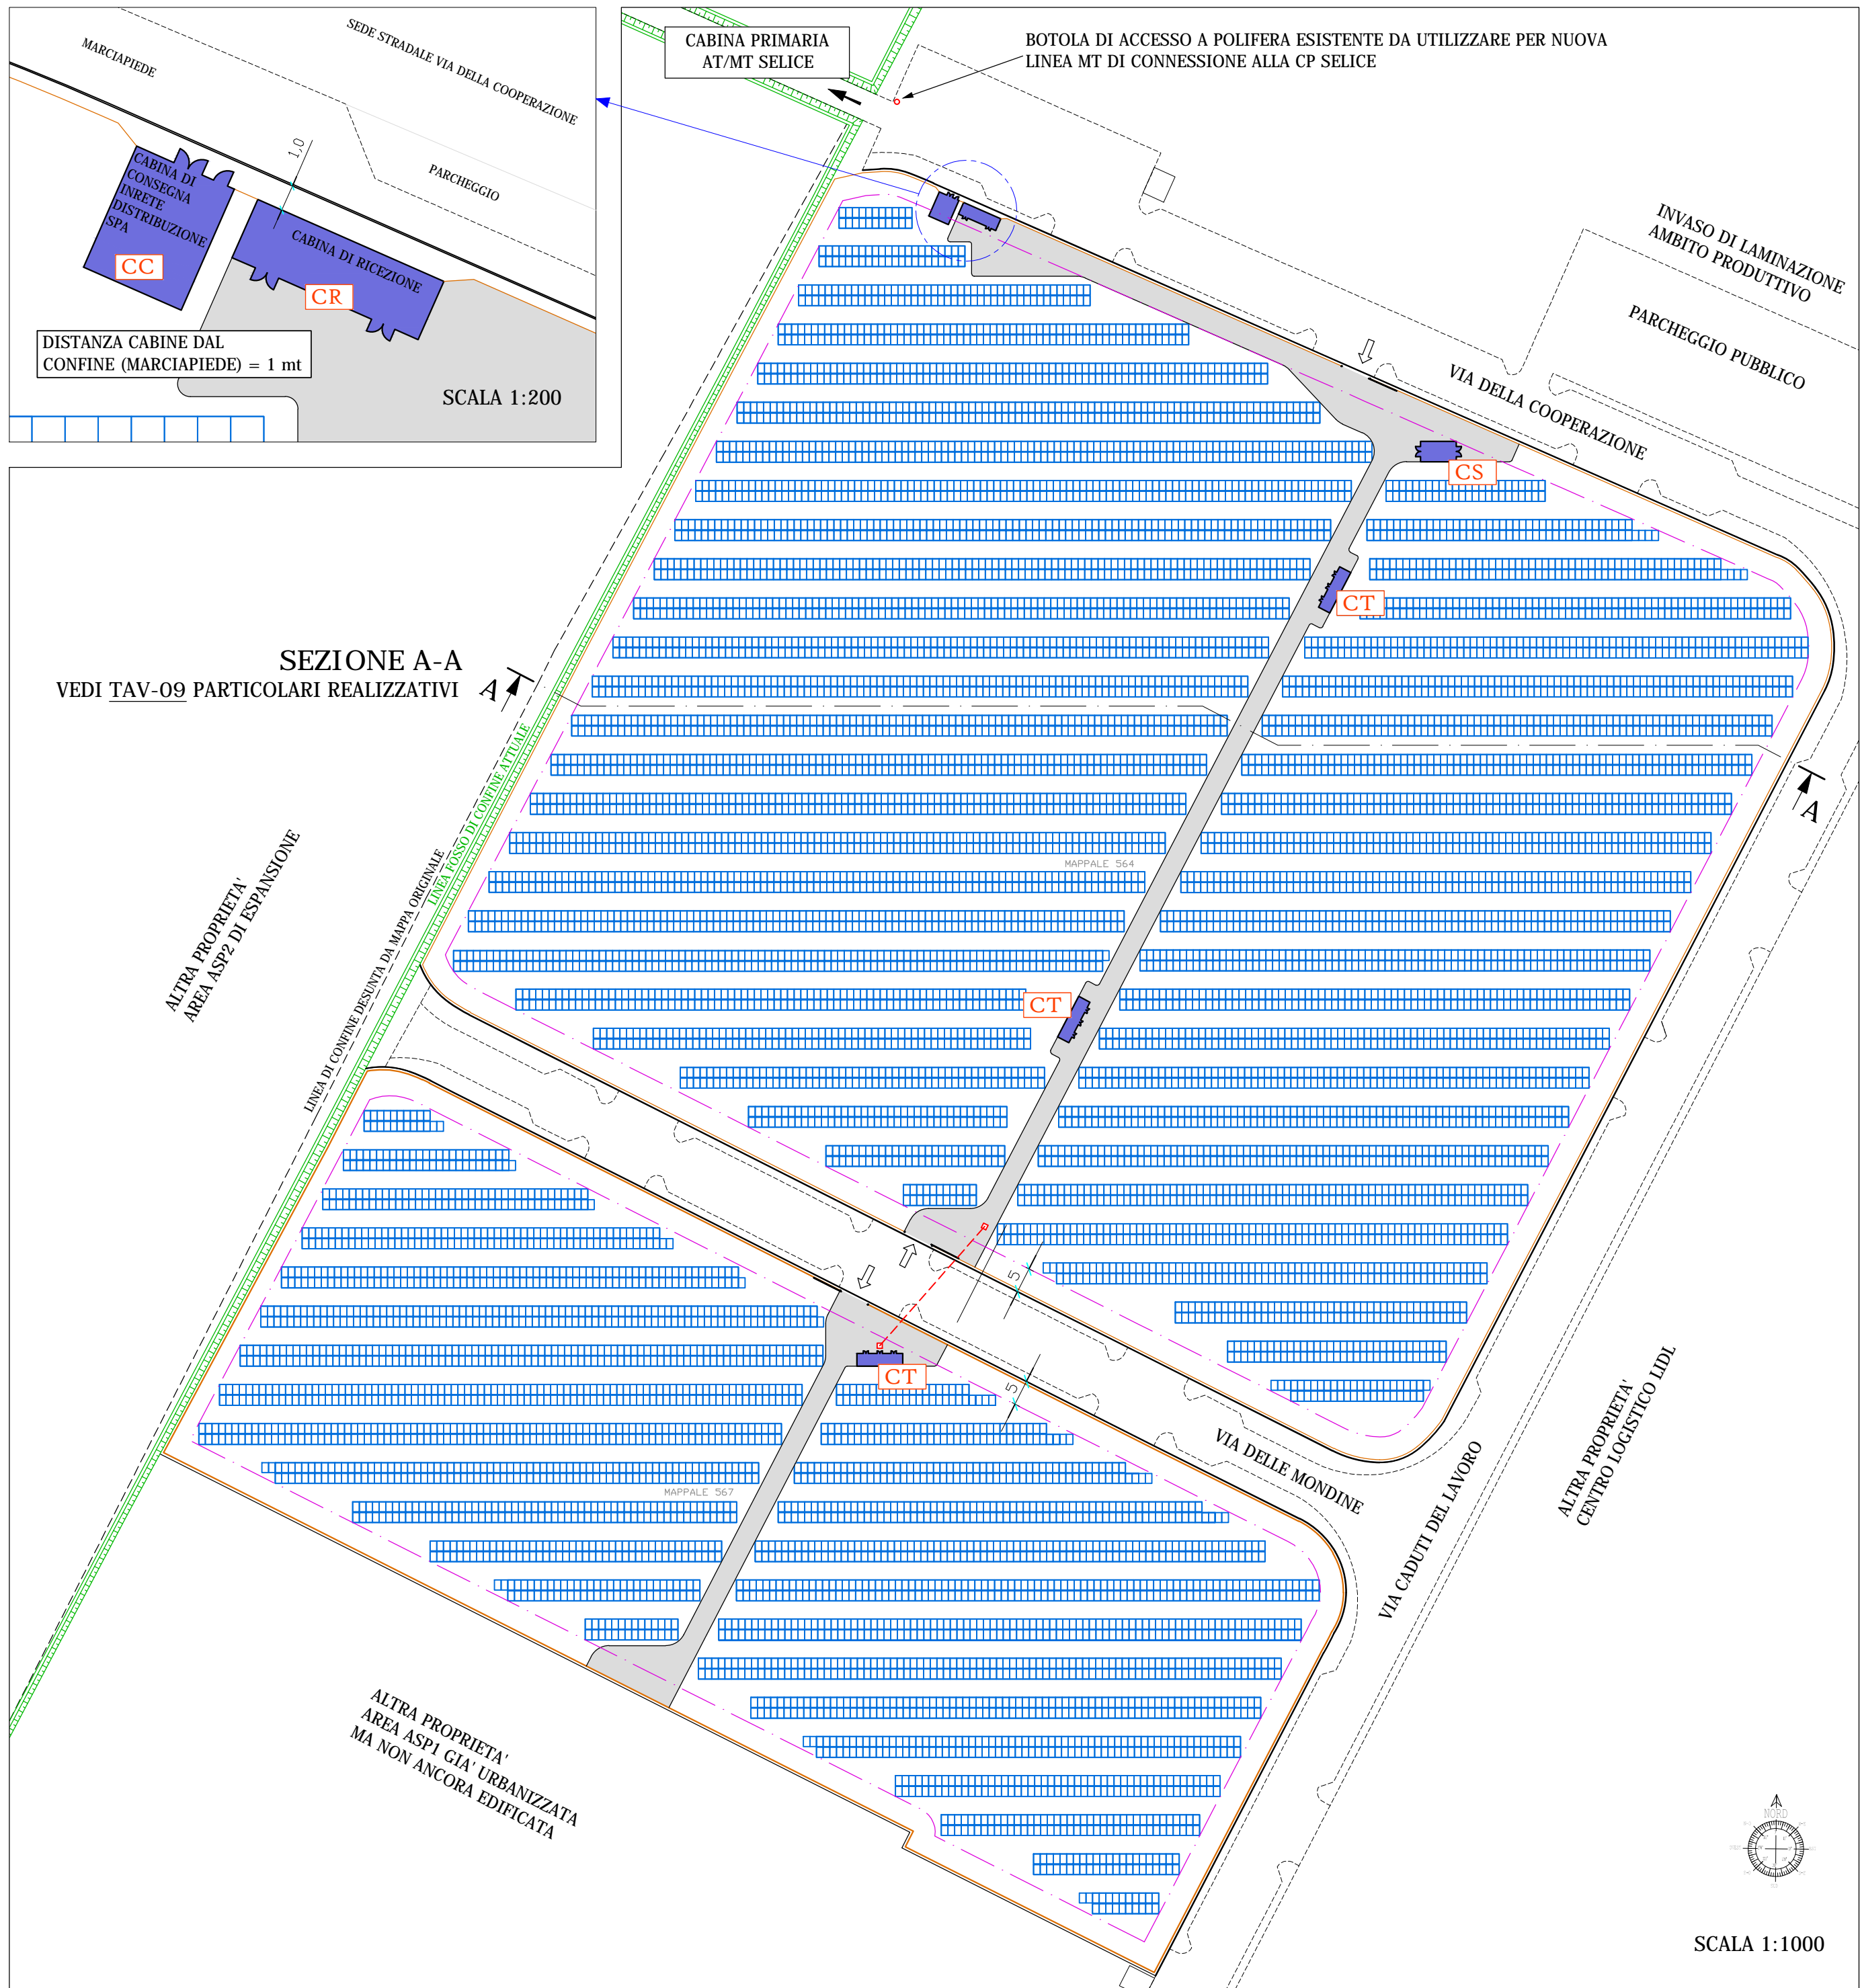 MARCIAPIEDE
SEDE STRADALE VIA DELLA COOPERAZIONE
1,0
PARCHEGGIO
CABINA DI
CONSEGNA
INRETE
DISTRIBUZIONE
SPA
CC
CABINA DI RICEZIONE
CR
DISTANZA CABINE DAL
CONFINE (MARCIAPIEDE) = 1 mt
SCALA 1:200
CABINA PRIMARIA
AT/MT SELICE
BOTOLA DI ACCESSO A POLIFERA ESISTENTE DA UTILIZZARE PER NUOVA
LINEA MT DI CONNESSIONE ALLA CP SELICE
INVASO DI LAMINAZIONE
AMBITO PRODUTTIVO
PARCHEGGIO PUBBLICO
VIA DELLA COOPERAZIONE
CS
CT
SEZIONE A-A
VEDI TAV-09 PARTICOLARI REALIZZATIVI
A
A
LINEA FOSSO DI CONFINE ATTUALE
LINEA DI CONFINE DESUNTA DA MAPPA ORIGINALE
ALTRA PROPRIETA'
AREA ASP2 DI ESPANSIONE
MAPPALE 564
CT
5
5
CT
VIA DELLE MONDINE
VIA CADUTI DEL LAVORO
ALTRA PROPRIETA'
CENTRO LOGISTICO LIDL
MAPPALE 567
ALTRA PROPRIETA'
AREA ASP1 GIA' URBANIZZATA
MA NON ANCORA EDIFICATA
NORD
SCALA 1:1000